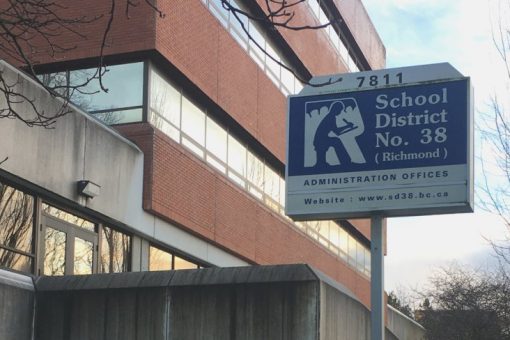 7811
School
District
No. 38
( Richmond )
ADMINISTRATION OFFICES
Website : www.sd38.bc.ca